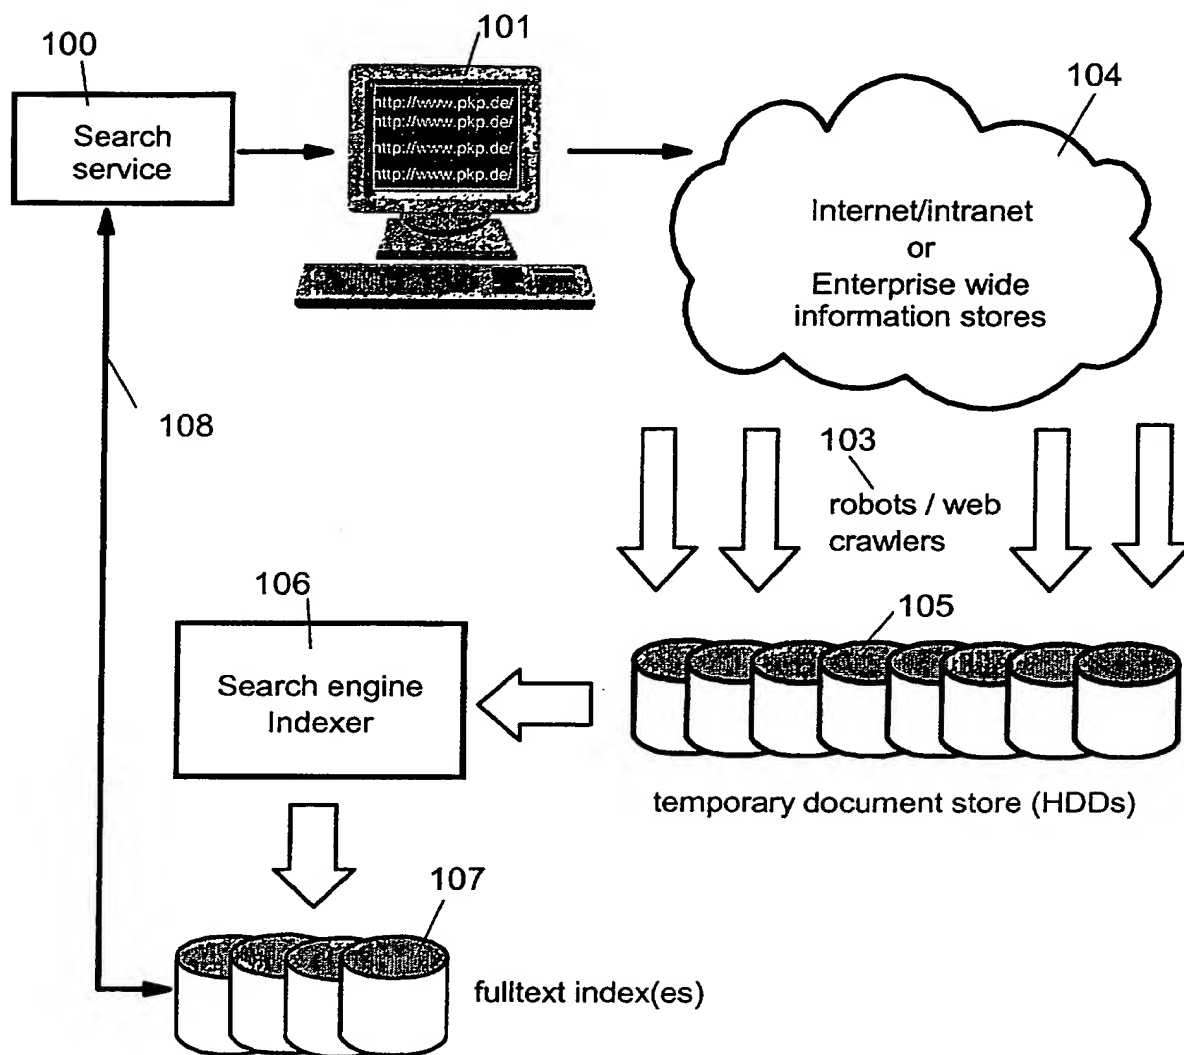 100
101
104
Search
service
http://www.pkp.de/
http://www.pkp.de/
http://www.pkp.de/
http://www.pkp.de/
Internet/intranet
or
Enterprise wide
information stores
108
103
robots / web
crawlers
106
105
Search engine
Indexer
temporary document store (HDDs)
107
fulltext index(es)